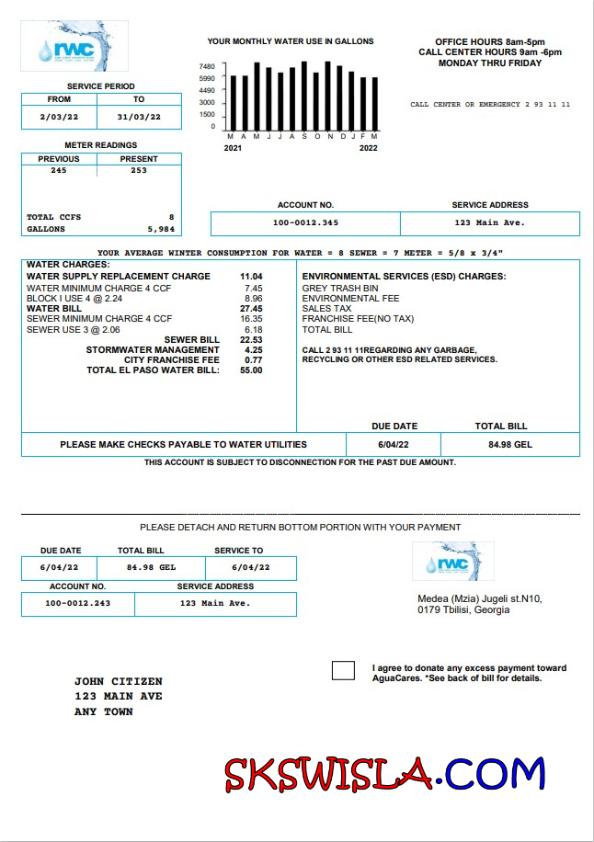 rwc
YOUR MONTHLY WATER USE IN GALLONS
7480
6490
5490
4490
3990
3000
1500
0
M A M J J A S O N D J F M
2021 2022
OFFICE HOURS 8am-5pm
CALL CENTER HOURS 9am -6pm
MONDAY THRU FRIDAY
CALL CENTER OR EMERGENCY 2 93 11 11
SERVICE PERIOD
FROM TO
2/03/22 31/03/22
METER READINGS
PREVIOUS PRESENT
245 253
TOTAL CCFS 8
GALLONS 5,984
ACCOUNT NO. SERVICE ADDRESS
100-0012.345 123 Main Ave.
YOUR AVERAGE WINTER CONSUMPTION FOR WATER = 8 SEWER = 7 METER = 5/8 x 3/4"
WATER CHARGES:
WATER SUPPLY REPLACEMENT CHARGE 11.04
WATER MINIMUM CHARGE 4 CCF 7.45
BLOCK I USE 4 @ 2.24 8.96
WATER BILL 27.45
SEWER MINIMUM CHARGE 4 CCF 16.35
SEWER USE 3 @ 2.06 6.18
SEWER BILL 22.53
STORMWATER MANAGEMENT 4.25
CITY FRANCHISE FEE 0.77
TOTAL EL PASO WATER BILL: 55.00
ENVIRONMENTAL SERVICES (ESD) CHARGES:
GREY TRASH BIN
ENVIRONMENTAL FEE
SALES TAX
FRANCHISE FEE(NO TAX)
TOTAL BILL
CALL 2 93 11 11REGARDING ANY GARBAGE,
RECYCLING OR OTHER ESD RELATED SERVICES.
DUE DATE TOTAL BILL
PLEASE MAKE CHECKS PAYABLE TO WATER UTILITIES 6/04/22 84.98 GEL
THIS ACCOUNT IS SUBJECT TO DISCONNECTION FOR THE PAST DUE AMOUNT.
PLEASE DETACH AND RETURN BOTTOM PORTION WITH YOUR PAYMENT
DUE DATE TOTAL BILL SERVICE TO
6/04/22 84.98 GEL 6/04/22
ACCOUNT NO. SERVICE ADDRESS
100-0012.243 123 Main Ave.
rwc
Medea (Mzia) Jugeli st.N10,
0179 Tbilisi, Georgia
I agree to donate any excess payment toward
AguaCares. *See back of bill for details.
JOHN CITIZEN
123 MAIN AVE
ANY TOWN
SKSWISLA.COM